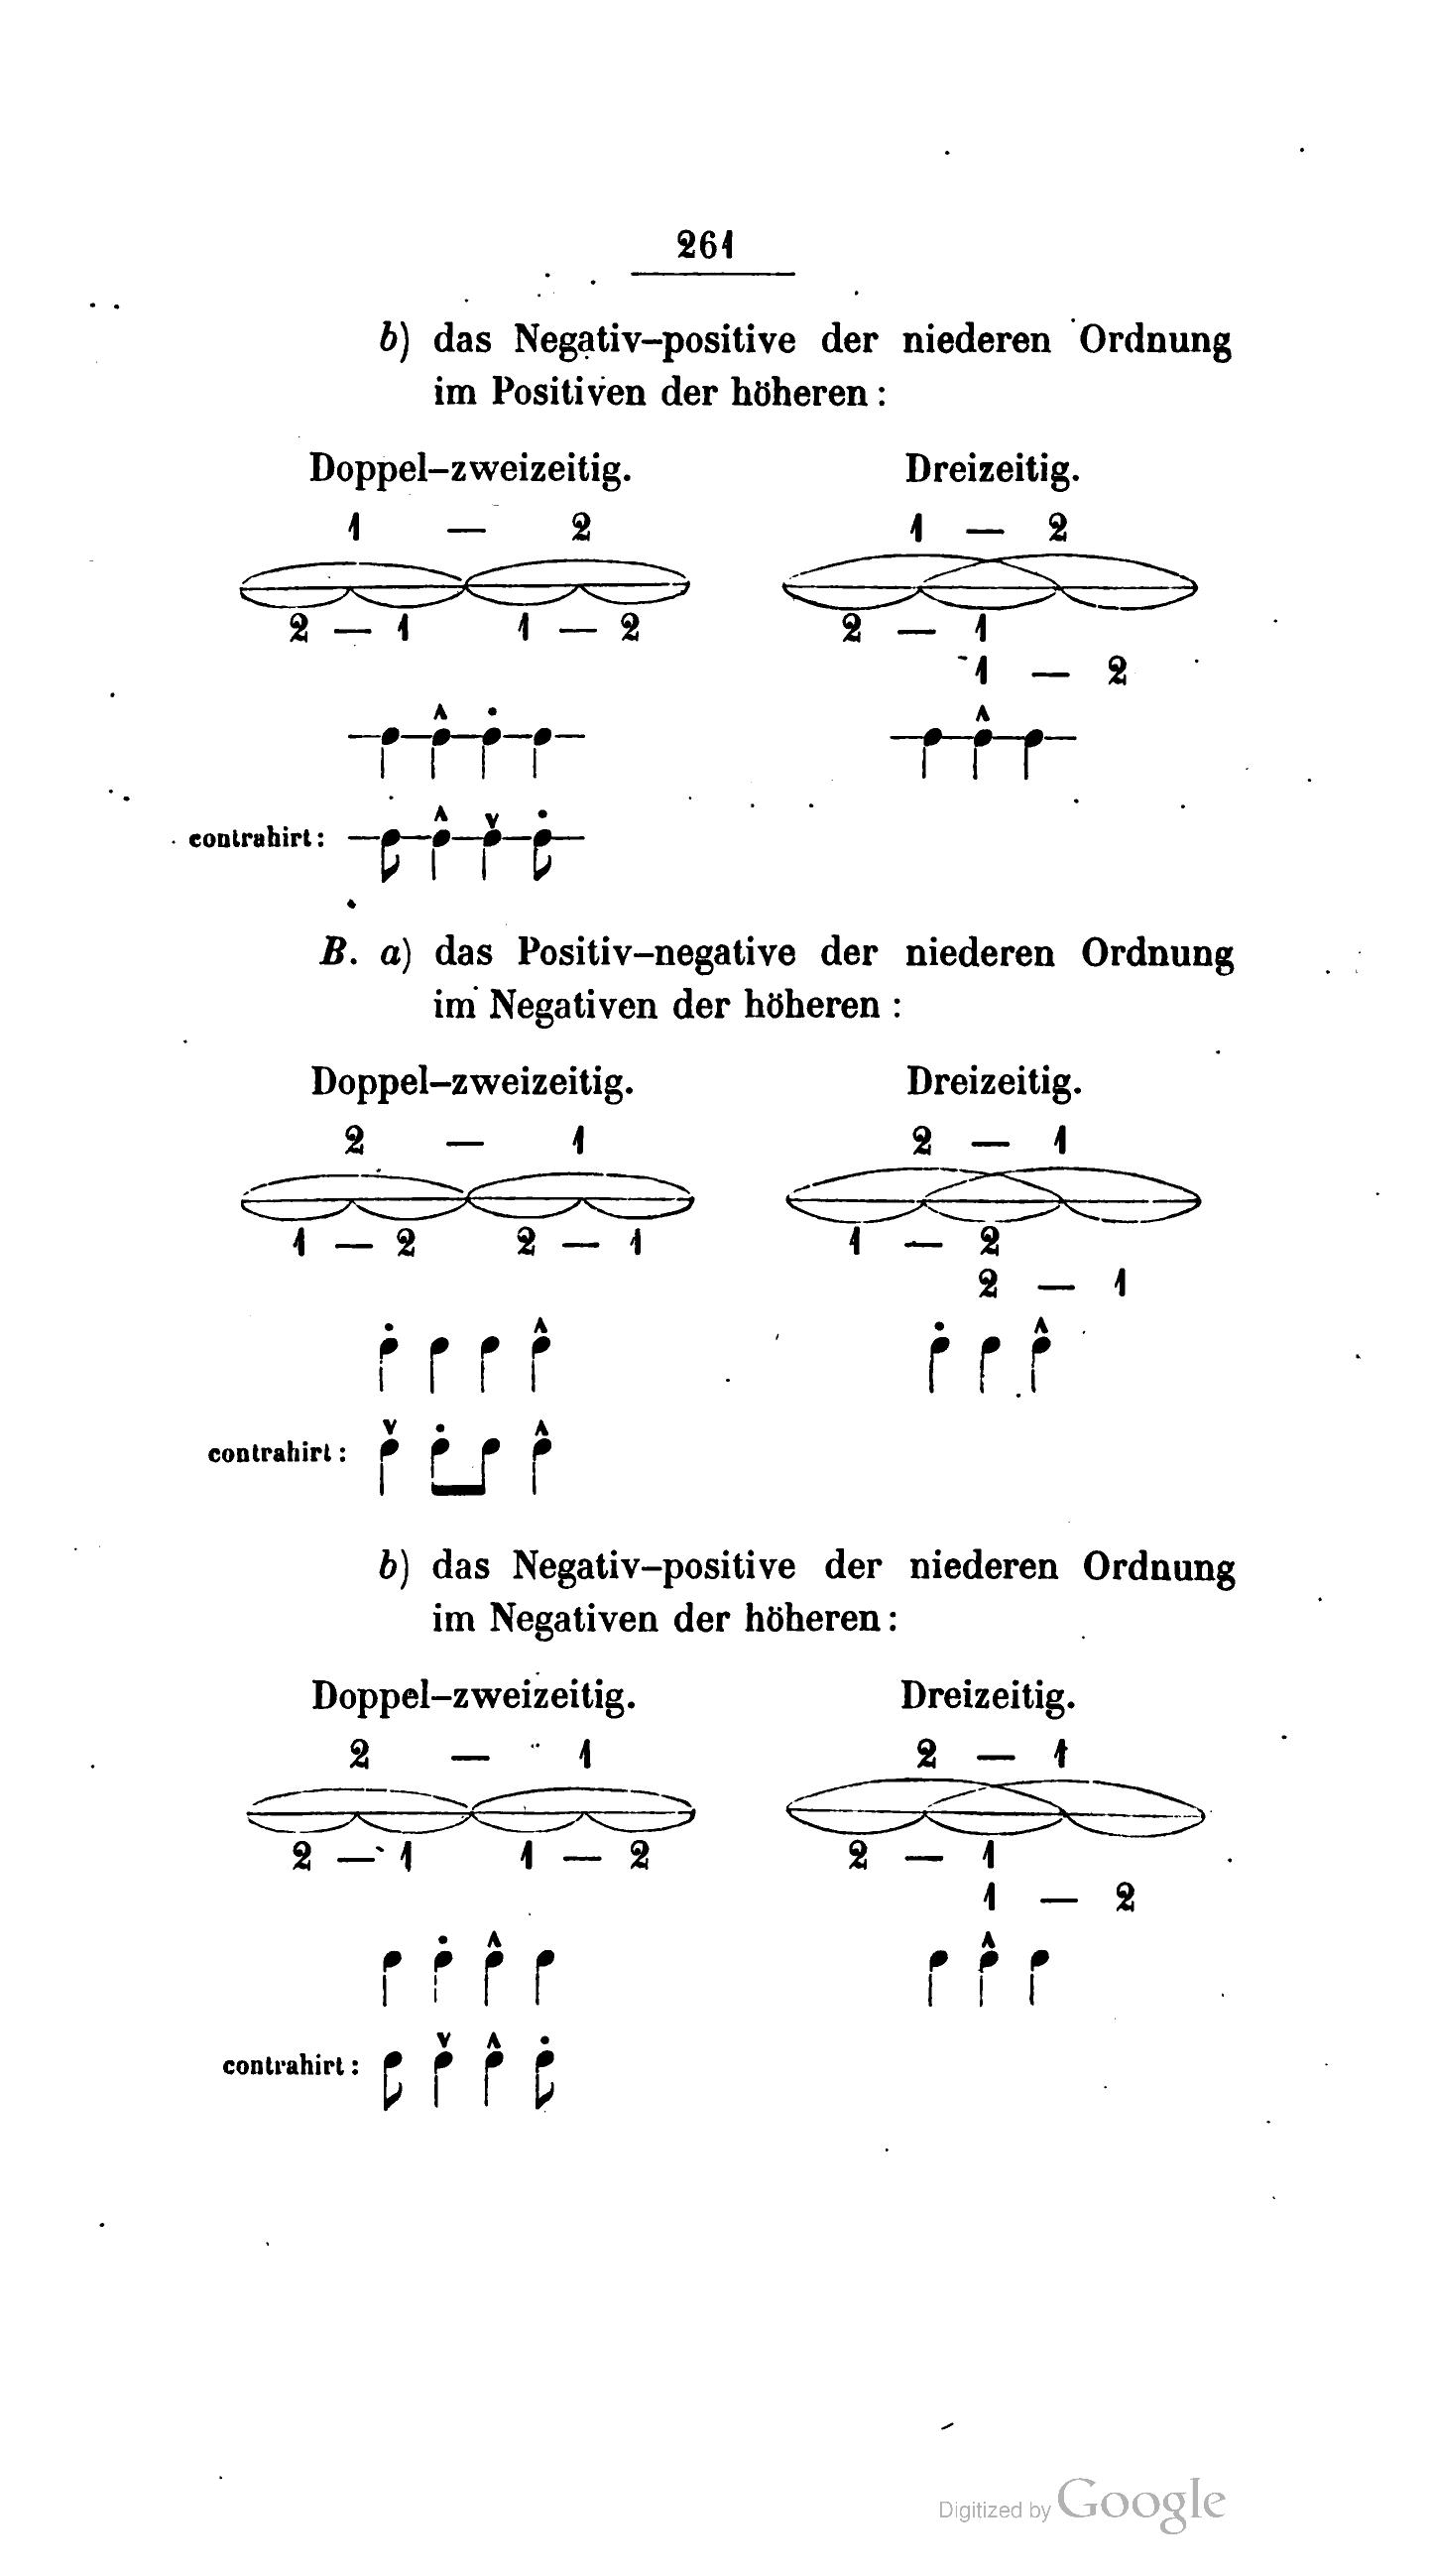 261
b) das Negativ–positive der niederen Ordnung
im Positiven der höheren:
Doppel–zweizeitig. Dreizeitig.
1 — 2 1 — 2
2 — 1 1 — 2 2 — 1
1 — 2
contrahirt:
B. a) das Positiv–negative der niederen Ordnung
im Negativen der höheren:
Doppel–zweizeitig. Dreizeitig.
2 — 1 2 — 1
1 — 2 2 — 1 1 — 2
2 — 1
contrahirt:
b) das Negativ–positive der niederen Ordnung
im Negativen der höheren:
Doppel–zweizeitig. Dreizeitig.
2 — 1 2 — 1
2 — 1 1 — 2 2 — 1
1 — 2
contrahirt:
Digitized by Google